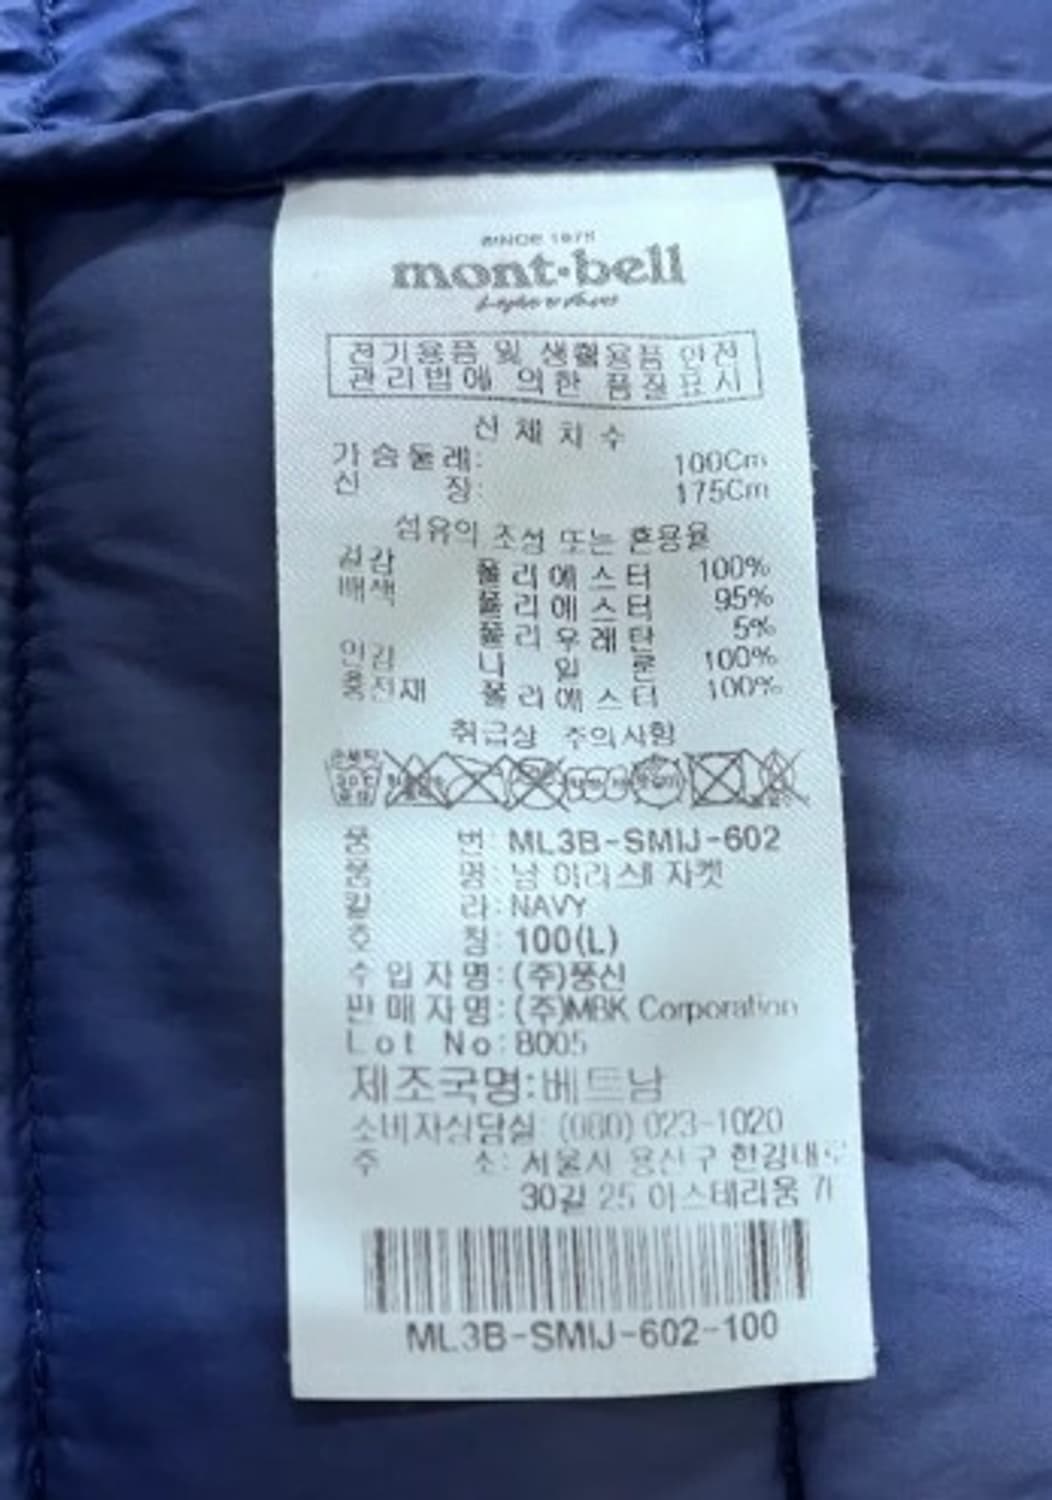 SINCE 1975
mont·bell
전기용품 및 생활용품 안전
관리법에 의한 품질표시
신체치수
가슴둘레: 100Cm
신 장: 175Cm
섬유의 조성 또는 혼용율
겉감 폴리에스터 100%
배색 폴리에스터 95%
폴리우레탄 5%
안감 나 일 론 100%
충전재 폴리에스터 100%
취급상 주의사항
품 번: ML3B-SMIJ-602
품 명: 남 이리스II 자켓
칼 라: NAVY
호 칭: 100(L)
수입자명: (주)풍신
판매자명: (주)MBK Corporation
Lot No: 8005
제조국명:베트남
소비자상담실: (080) 023-1020
주 소: 서울시 용산구 한강대로
30길 25 아스테리움
ML3B-SMIJ-602-100